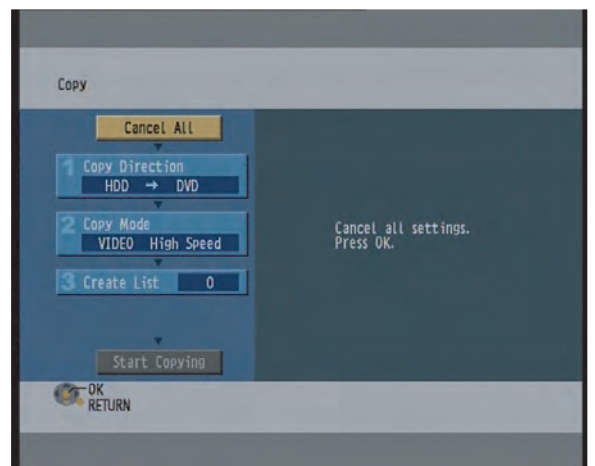 Copy
Cancel All
1 Copy Direction
HDD → DVD
2 Copy Mode
VIDEO High Speed
3 Create List 0
Start Copying
Cancel all settings.
Press OK.
OK
RETURN